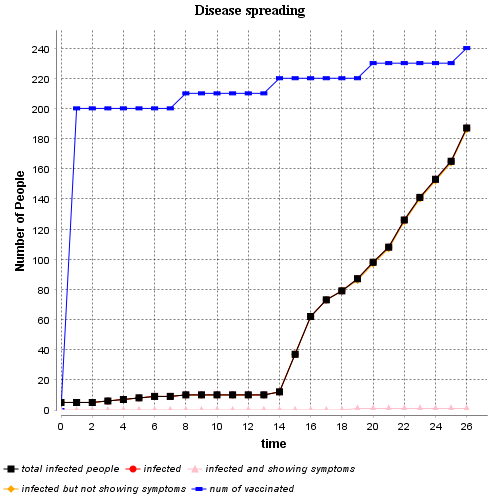 Disease spreading
Number of People
240
220
200
180
160
140
120
100
80
60
40
20
0
0 2 4 6 8 10 12 14 16 18 20 22 24 26
time
total infected people infected infected and showing symptoms
infected but not showing symptoms num of vaccinated